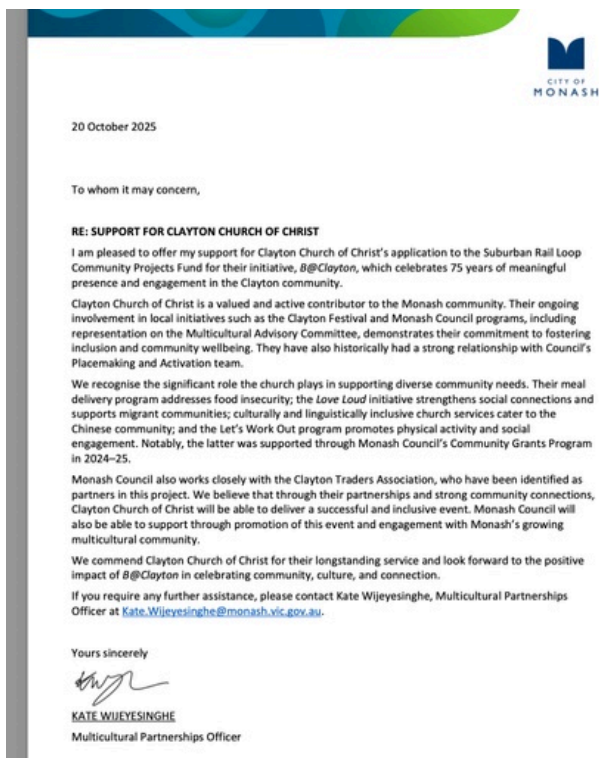 CITY OF
MONASH
20 October 2025
To whom it may concern,
RE: SUPPORT FOR CLAYTON CHURCH OF CHRIST
I am pleased to offer my support for Clayton Church of Christ's application to the Suburban Rail Loop
Community Projects Fund for their initiative, B@Clayton, which celebrates 75 years of meaningful
presence and engagement in the Clayton community.
Clayton Church of Christ is a valued and active contributor to the Monash community. Their ongoing
involvement in local initiatives such as the Clayton Festival and Monash Council programs, including
representation on the Multicultural Advisory Committee, demonstrates their commitment to fostering
inclusion and community wellbeing. They have also historically had a strong relationship with Council's
Placemaking and Activation team.
We recognise the significant role the church plays in supporting diverse community needs. Their meal
delivery program addresses food insecurity; the Love Loud initiative strengthens social connections and
supports migrant communities; culturally and linguistically inclusive church services cater to the
Chinese community; and the Let's Work Out program promotes physical activity and social
engagement. Notably, the latter was supported through Monash Council's Community Grants Program
in 2024–25.
Monash Council also works closely with the Clayton Traders Association, who have been identified as
partners in this project. We believe that through their partnerships and strong community connections,
Clayton Church of Christ will be able to deliver a successful and inclusive event. Monash Council will
also be able to support through promotion of this event and engagement with Monash's growing
multicultural community.
We commend Clayton Church of Christ for their longstanding service and look forward to the positive
impact of B@Clayton in celebrating community, culture, and connection.
If you require any further assistance, please contact Kate Wijeyesinghe, Multicultural Partnerships
Officer at Kate.Wijeyesinghe@monash.vic.gov.au.
Yours sincerely
KATE WIJEYESINGHE
Multicultural Partnerships Officer